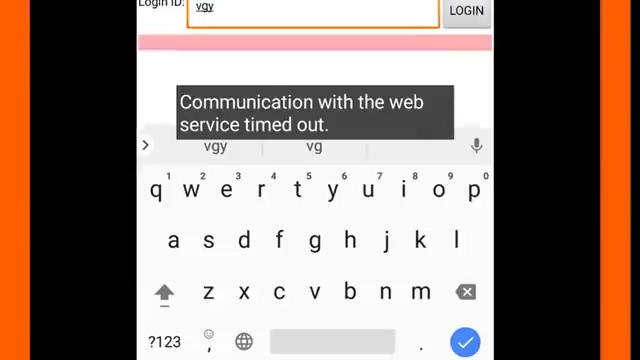 Login ID: vgy LOGIN
Communication with the web
service timed out.
vgy vg
1 2 3 4 5 6 7 8 9 0
q w e r t y u i o p
a s d f g h j k l
z x c v b n m
?123 , .